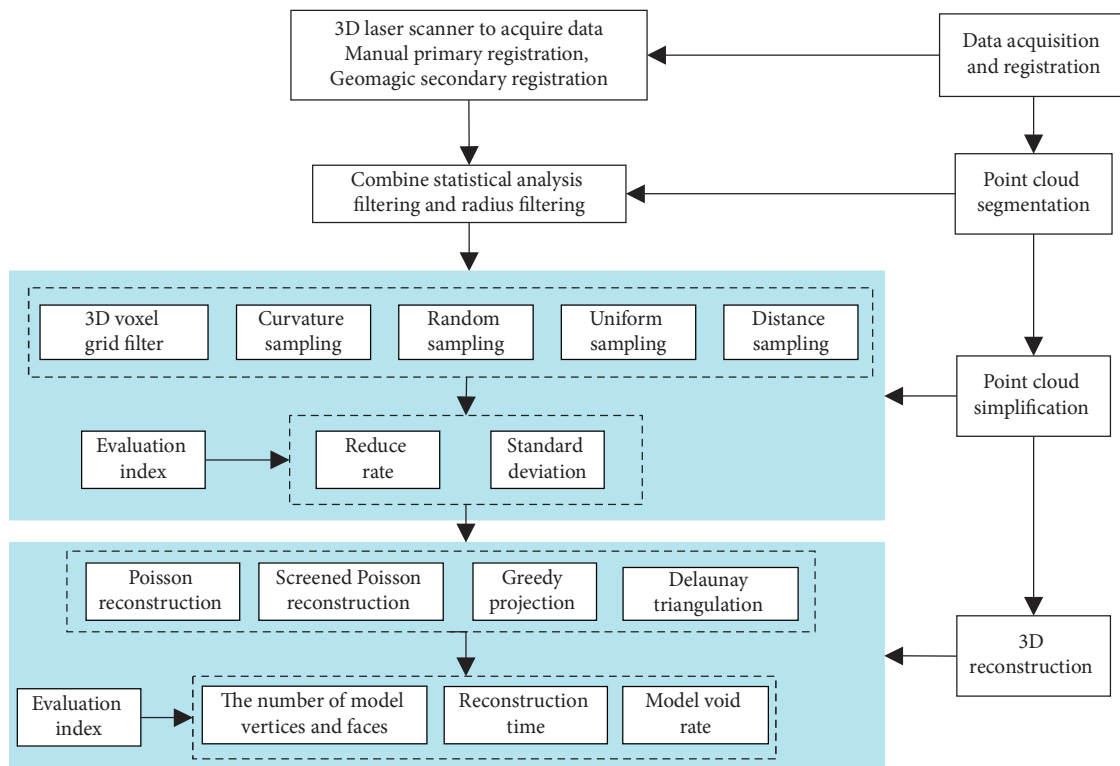 3D laser scanner to acquire data
Manual primary registration,
Geomagic secondary registration
Data acquisition
and registration
Combine statistical analysis
filtering and radius filtering
Point cloud
segmentation
3D voxel
grid filter
Curvature
sampling
Random
sampling
Uniform
sampling
Distance
sampling
Point cloud
simplification
Evaluation
index
Reduce
rate
Standard
deviation
Poisson
reconstruction
Screened Poisson
reconstruction
Greedy
projection
Delaunay
triangulation
3D
reconstruction
Evaluation
index
The number of model
vertices and faces
Reconstruction
time
Model void
rate